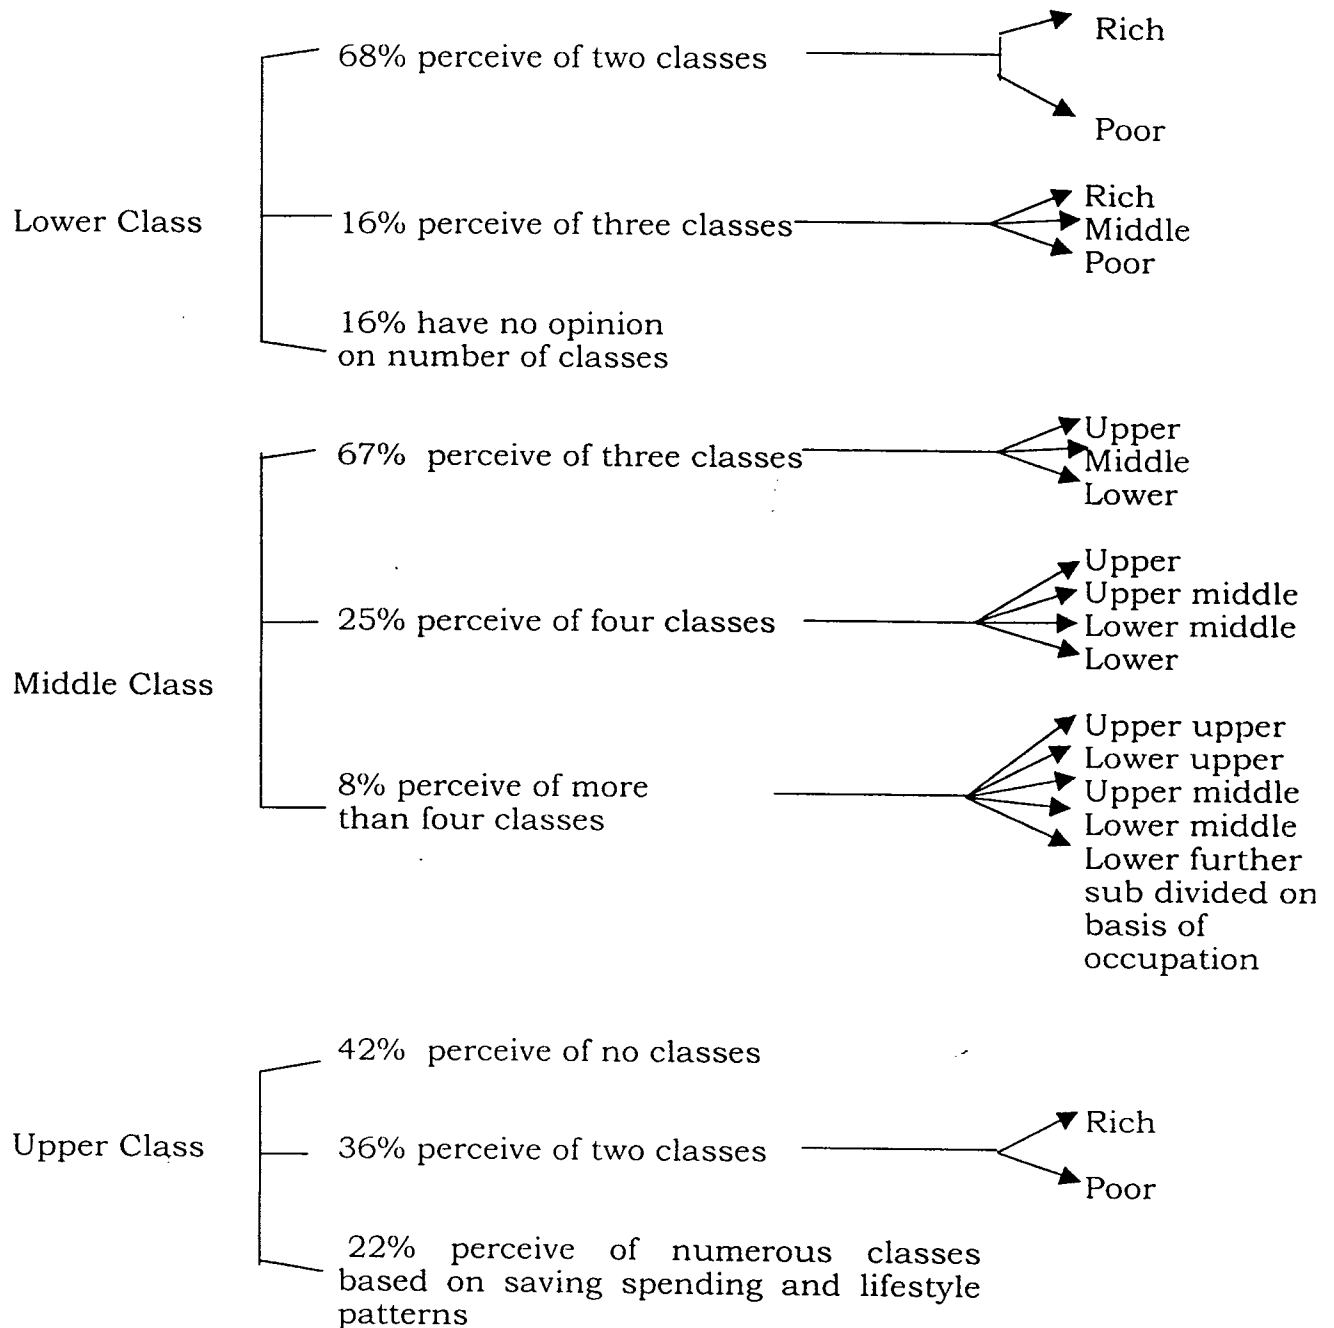 68% perceive of two classes
Rich
Poor
Lower Class
16% perceive of three classes
Rich
Middle
Poor
16% have no opinion
on number of classes
67% perceive of three classes
Upper
Middle
Lower
Middle Class
25% perceive of four classes
Upper
Upper middle
Lower middle
Lower
8% perceive of more
than four classes
Upper upper
Lower upper
Upper middle
Lower middle
Lower further
sub divided on
basis of
occupation
42% perceive of no classes
Upper Class
36% perceive of two classes
Rich
Poor
22% perceive of numerous classes
based on saving spending and lifestyle
patterns